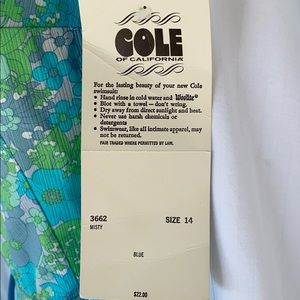 COLE
OF CALIFORNIA®
For the lasting beauty of your new Cole
swimsuit:
• Hand rinse in cold water and Woolite®
• Blot with a towel — don't wring.
• Dry away from direct sunlight and heat.
• Never use harsh chemicals or
detergents
• Swimwear, like all intimate apparel, may
not be returned.
FAIR TRADED WHERE PERMITTED BY LAW.
3662 SIZE 14
MISTY
BLUE
$22.00